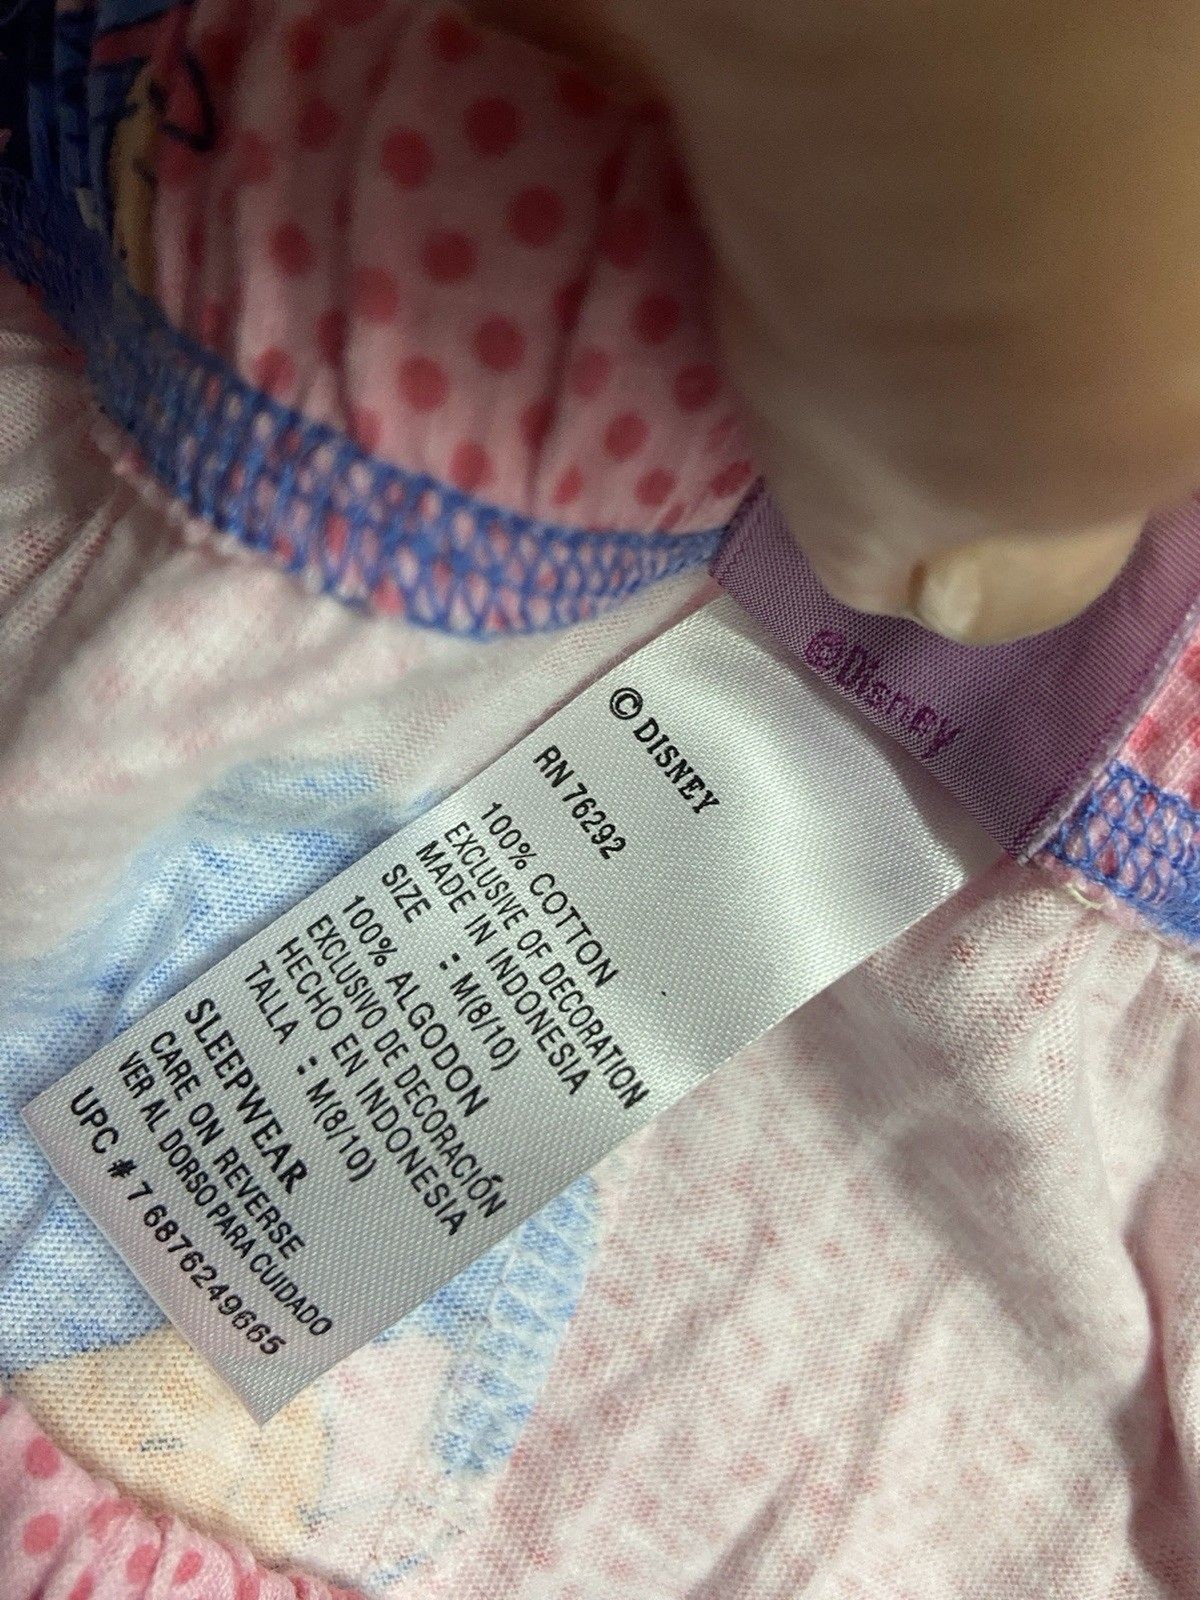 ©Disney
© DISNEY
RN 76292
100% COTTON
EXCLUSIVE OF DECORATION
MADE IN INDONESIA
SIZE : M(8/10)
100% ALGODON
EXCLUSIVO DE DECORACIÓN
HECHO EN INDONESIA
TALLA : M(8/10)
SLEEPWEAR
CARE ON REVERSE
VER AL DORSO PARA CUIDADO
UPC # 7 6876249665